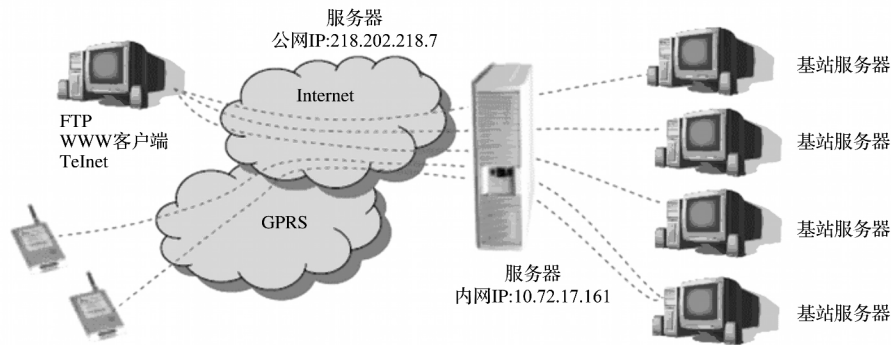 服务器
公网IP:218.202.218.7
Internet
基站服务器
FTP
WWW客户端
TeInet
基站服务器
GPRS
基站服务器
服务器
内网IP:10.72.17.161
基站服务器